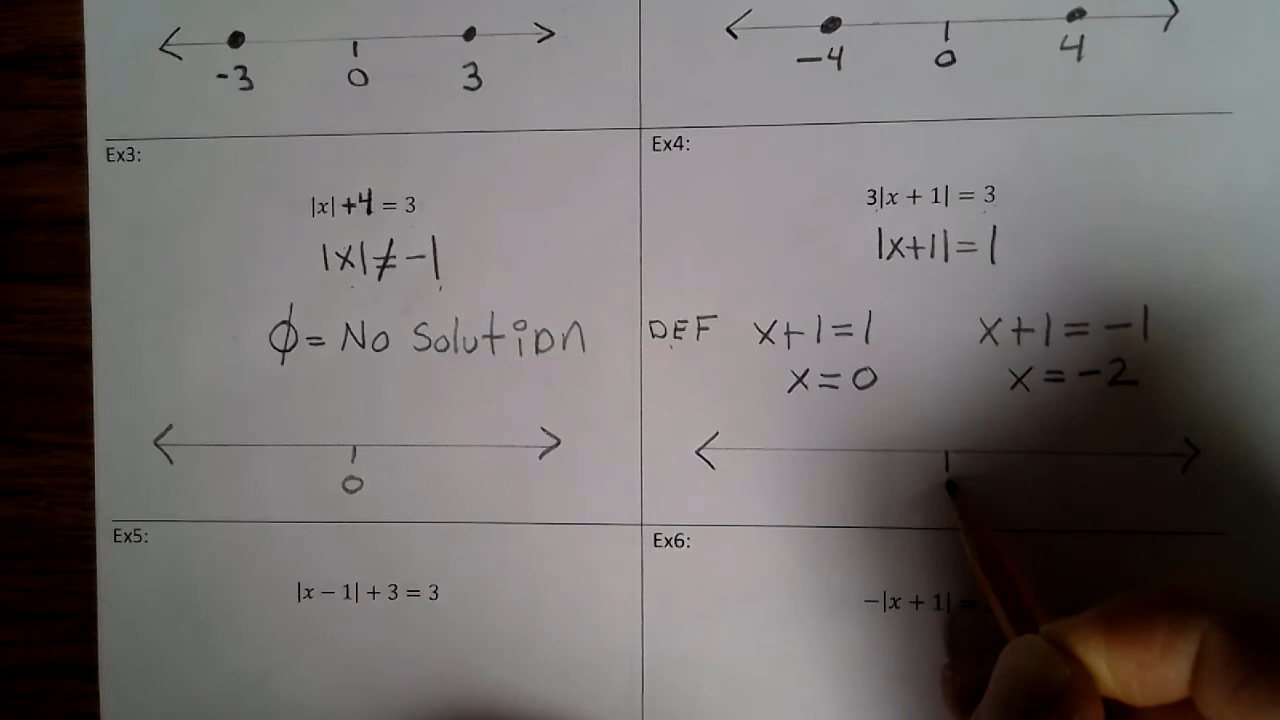 -3 0 3
-4 0 4
Ex3:
|x| +4 = 3
|x| ≠ -1
ϕ = No Solution
0
Ex4:
3|x + 1| = 3
|x+1| = 1
DEF x+1=1 x+1=-1
x=0 x=-2
Ex5:
|x − 1| + 3 = 3
Ex6:
−|x + 1| =